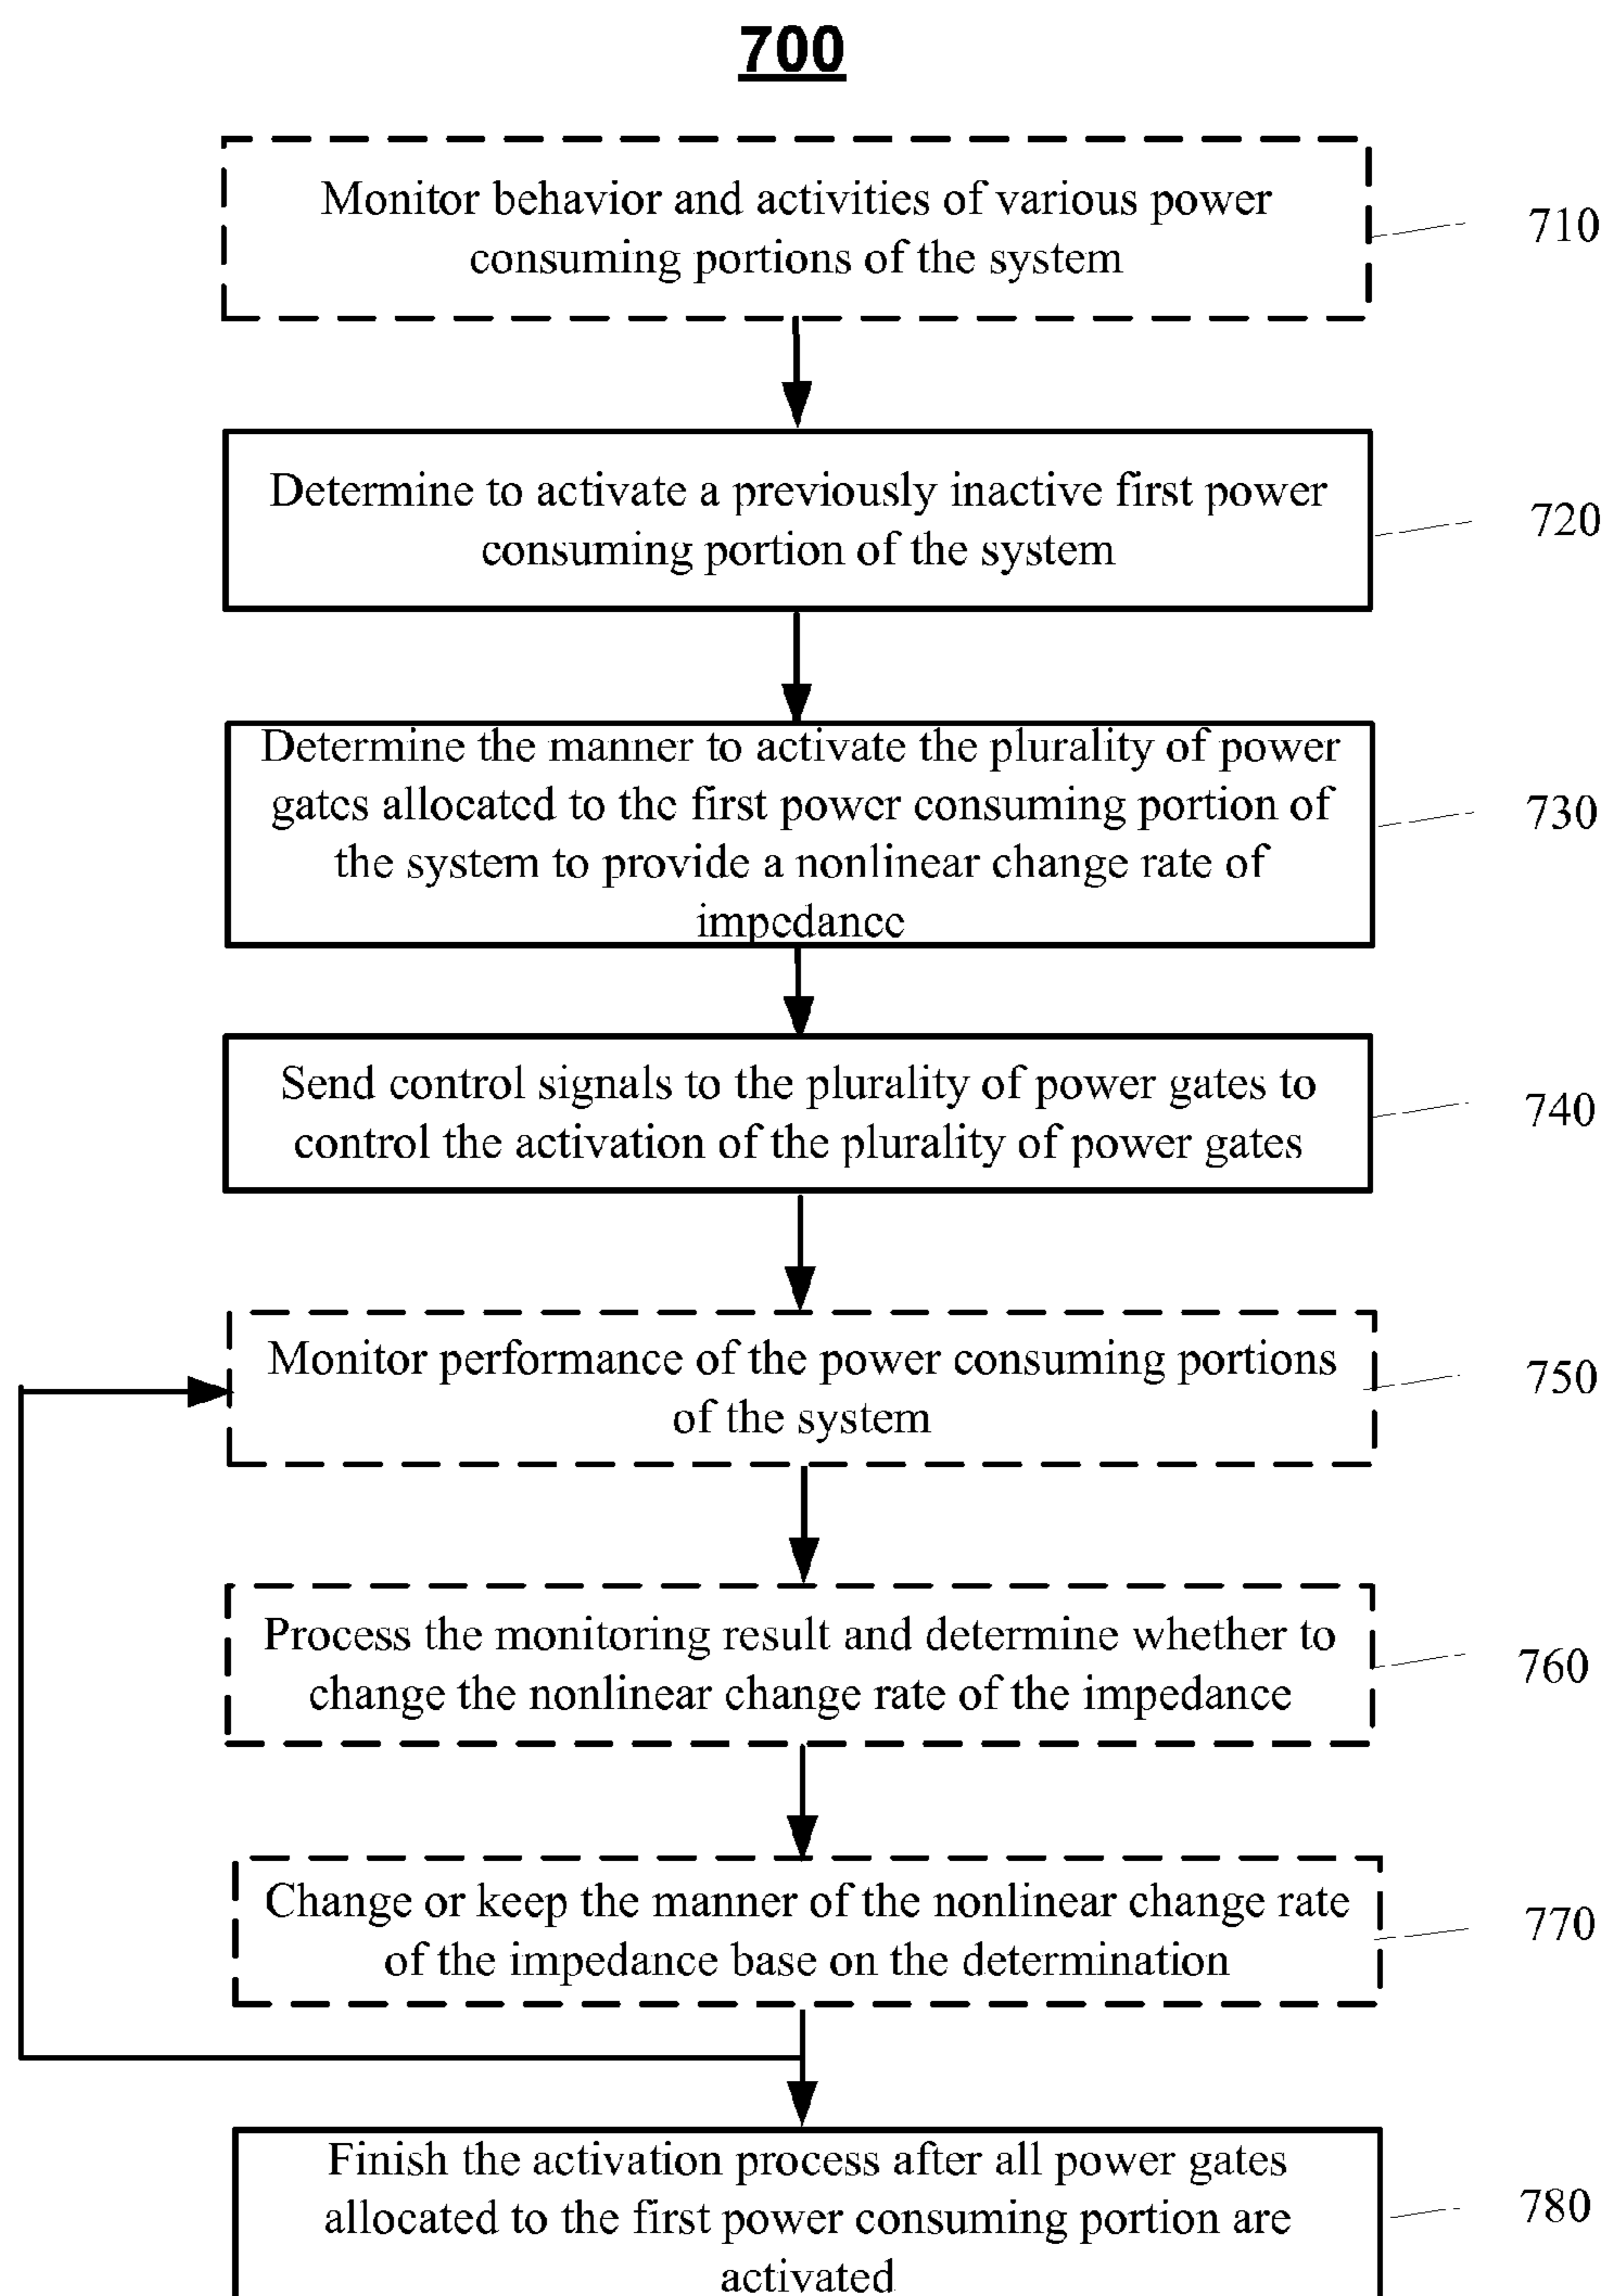 700
Monitor behavior and activities of various power
consuming portions of the system
710
Determine to activate a previously inactive first power
consuming portion of the system
720
Determine the manner to activate the plurality of power
gates allocated to the first power consuming portion of
the system to provide a nonlinear change rate of
impedance
730
Send control signals to the plurality of power gates to
control the activation of the plurality of power gates
740
Monitor performance of the power consuming portions
of the system
750
Process the monitoring result and determine whether to
change the nonlinear change rate of the impedance
760
Change or keep the manner of the nonlinear change rate
of the impedance base on the determination
770
Finish the activation process after all power gates
allocated to the first power consuming portion are
activated
780